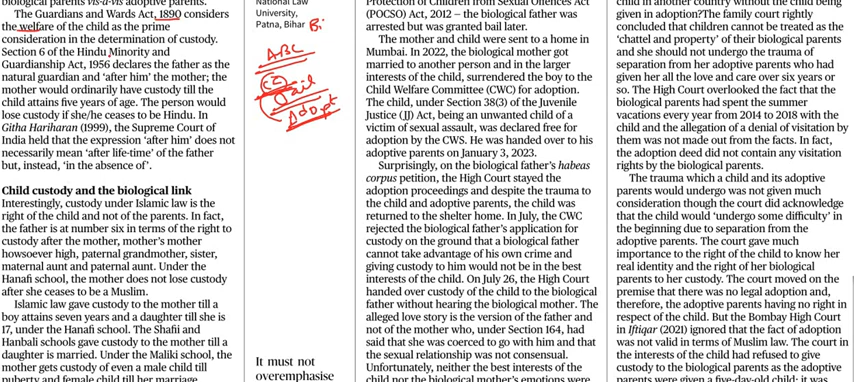 biological parents vis-à-vis adoptive parents.
The Guardians and Wards Act, 1890 considers
the welfare of the child as the prime
consideration in the determination of custody.
Section 6 of the Hindu Minority and
Guardianship Act, 1956 declares the father as the
natural guardian and ‘after him’ the mother; the
mother would ordinarily have custody till the
child attains five years of age. The person would
lose custody if she/he ceases to be Hindu. In
Githa Hariharan (1999), the Supreme Court of
India held that the expression ‘after him’ does not
necessarily mean ‘after life-time’ of the father
but, instead, ‘in the absence of’.
Child custody and the biological link
Interestingly, custody under Islamic law is the
right of the child and not of the parents. In fact,
the father is at number six in terms of the right to
custody after the mother, mother’s mother
howsoever high, paternal grandmother, sister,
maternal aunt and paternal aunt. Under the
Hanafi school, the mother does not lose custody
after she ceases to be a Muslim.
Islamic law gave custody to the mother till a
boy attains seven years and a daughter till she is
17, under the Hanafi school. The Shafii and
Hanbali schools gave custody to the mother till a
daughter is married. Under the Maliki school, the
mother gets custody of even a male child till
puberty and female child till her marriage.
National Law
University,
Patna, Bihar
Bi
ABC
Jail
Adopt
It must not
overemphasise
Protection of Children from Sexual Offences Act
(POCSO) Act, 2012 — the biological father was
arrested but was granted bail later.
The mother and child were sent to a home in
Mumbai. In 2022, the biological mother got
married to another person and in the larger
interests of the child, surrendered the boy to the
Child Welfare Committee (CWC) for adoption.
The child, under Section 38(3) of the Juvenile
Justice (JJ) Act, being an unwanted child of a
victim of sexual assault, was declared free for
adoption by the CWS. He was handed over to his
adoptive parents on January 3, 2023.
Surprisingly, on the biological father’s habeas
corpus petition, the High Court stayed the
adoption proceedings and despite the trauma to
the child and adoptive parents, the child was
returned to the shelter home. In July, the CWC
rejected the biological father’s application for
custody on the ground that a biological father
cannot take advantage of his own crime and
giving custody to him would not be in the best
interests of the child. On July 26, the High Court
handed over custody of the child to the biological
father without hearing the biological mother. The
alleged love story is the version of the father and
not of the mother who, under Section 164, had
said that she was coerced to go with him and that
the sexual relationship was not consensual.
Unfortunately, neither the best interests of the
child nor the biological mother’s emotions were
child in another country without the child being
given in adoption?The family court rightly
concluded that children cannot be treated as the
‘chattel and property’ of their biological parents
and she should not undergo the trauma of
separation from her adoptive parents who had
given her all the love and care over six years or
so. The High Court overlooked the fact that the
biological parents had spent the summer
vacations every year from 2014 to 2018 with the
child and the allegation of a denial of visitation by
them was not made out from the facts. In fact,
the adoption deed did not contain any visitation
rights by the biological parents.
The trauma which a child and its adoptive
parents would undergo was not given much
consideration though the court did acknowledge
that the child would ‘undergo some difficulty’ in
the beginning due to separation from the
adoptive parents. The court gave much
importance to the right of the child to know her
real identity and the right of her biological
parents to her custody. The court moved on the
premise that there was no legal adoption and,
therefore, the adoptive parents having no right in
respect of the child. But the Bombay High Court
in Iftiqar (2021) ignored that the fact of adoption
was not valid in terms of Muslim law. The court in
the interests of the child had refused to give
custody to the biological parents as the adoptive
parents were given a five-day-old child; it was